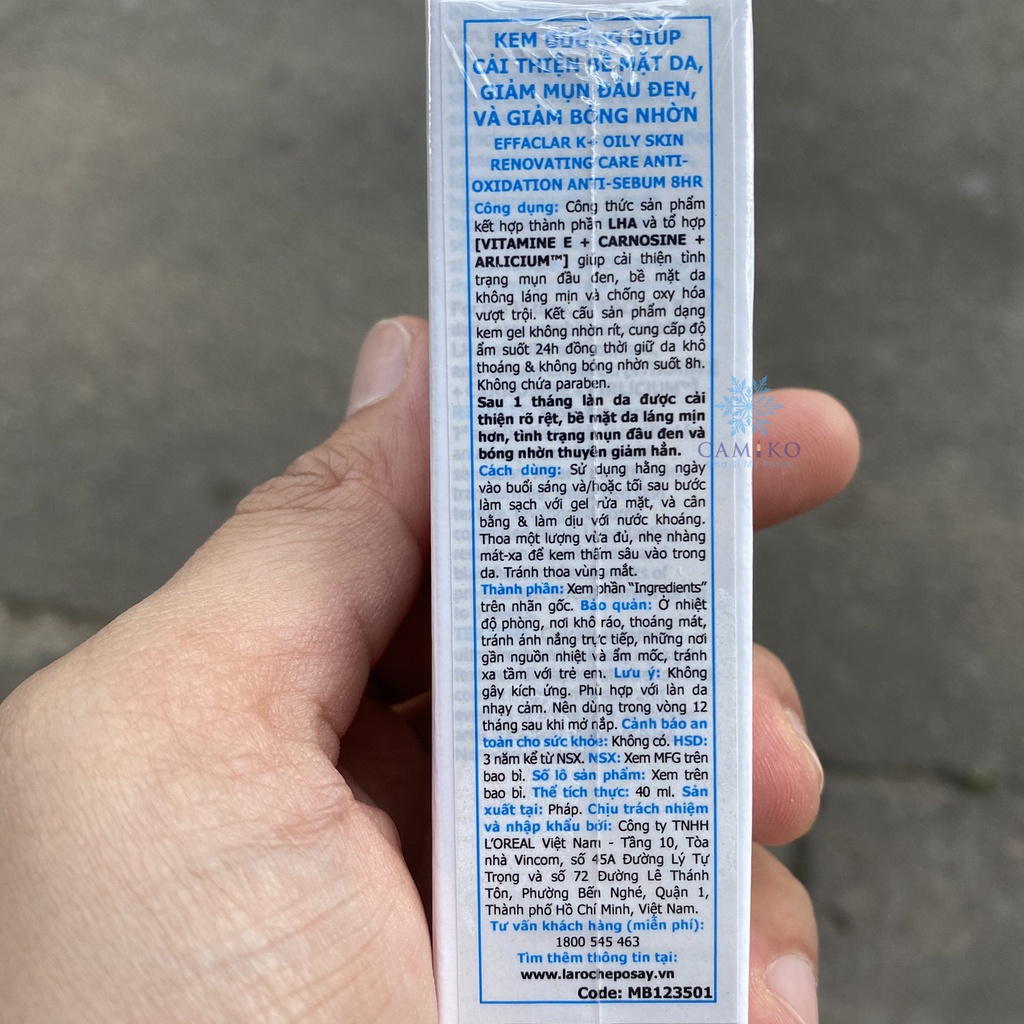 KEM DƯỠNG GIÚP
CẢI THIỆN BỀ MẶT DA,
GIẢM MỤN ĐẦU ĐEN,
VÀ GIẢM BÓNG NHỜN
EFFACLAR K+ OILY SKIN
RENOVATING CARE ANTI-
OXIDATION ANTI-SEBUM 8HR
Công dụng: Công thức sản phẩm
kết hợp thành phần LHA và tổ hợp
[VITAMINE E + CARNOSINE +
ARLICIUM™] giúp cải thiện tình
trạng mụn đầu đen, bề mặt da
không láng mịn và chống oxy hóa
vượt trội. Kết cấu sản phẩm dạng
kem gel không nhờn rít, cung cấp độ
ẩm suốt 24h đồng thời giữ da khô
thoáng & không bóng nhờn suốt 8h.
Không chứa paraben.
Sau 1 tháng làn da được cải
thiện rõ rệt, bề mặt da láng mịn
hơn, tình trạng mụn đầu đen và
bóng nhờn thuyên giảm hẳn.
Cách dùng: Sử dụng hằng ngày
vào buổi sáng và/hoặc tối sau bước
làm sạch với gel rửa mặt, và cân
bằng & làm dịu với nước khoáng.
Thoa một lượng vừa đủ, nhẹ nhàng
mát-xa để kem thấm sâu vào trong
da. Tránh thoa vùng mắt.
Thành phần: Xem phần "Ingredients"
trên nhãn gốc. Bảo quản: Ở nhiệt
độ phòng, nơi khô ráo, thoáng mát,
tránh ánh nắng trực tiếp, những nơi
gần nguồn nhiệt và ẩm mốc, tránh
xa tầm với trẻ em. Lưu ý: Không
gây kích ứng. Phù hợp với làn da
nhạy cảm. Nên dùng trong vòng 12
tháng sau khi mở nắp. Cảnh báo an
toàn cho sức khỏe: Không có. HSD:
3 năm kể từ NSX. NSX: Xem MFG trên
bao bì. Số lô sản phẩm: Xem trên
bao bì. Thể tích thực: 40 ml. Sản
xuất tại: Pháp. Chịu trách nhiệm
và nhập khẩu bởi: Công ty TNHH
L'OREAL Việt Nam - Tầng 10, Tòa
nhà Vincom, số 45A Đường Lý Tự
Trọng và số 72 Đường Lê Thánh
Tôn, Phường Bến Nghé, Quận 1,
Thành phố Hồ Chí Minh, Việt Nam.
Tư vấn khách hàng (miễn phí):
1800 545 463
Tìm thêm thông tin tại:
www.larocheposay.vn
Code: MB123501
CAMIKO